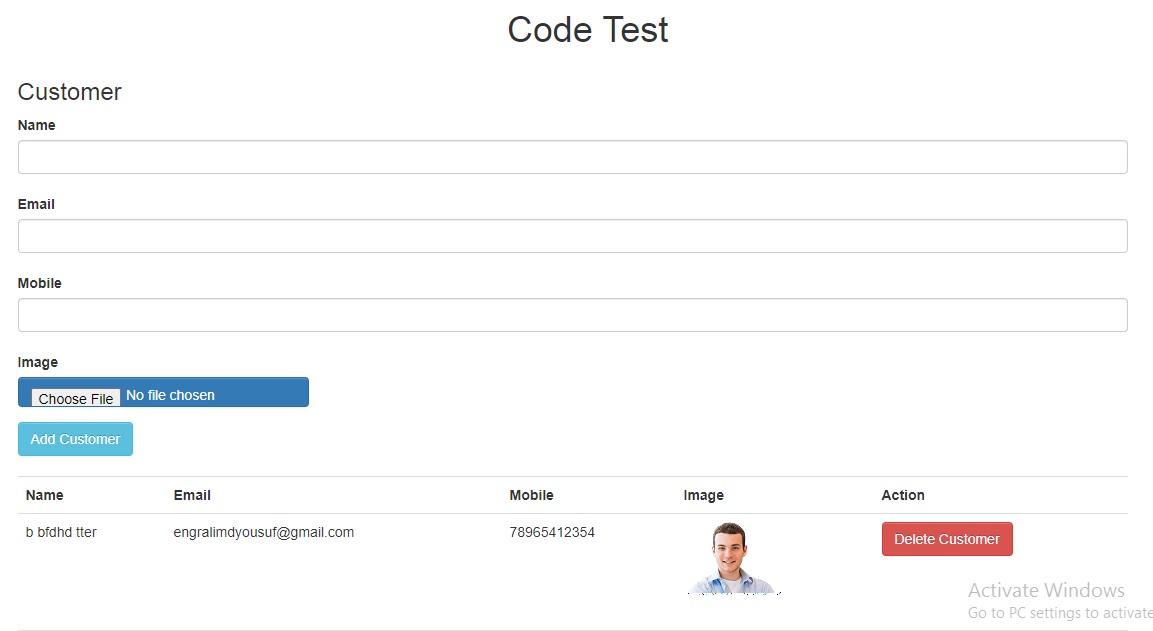 Code Test
Customer
Name
Email
Mobile
Image
Choose File No file chosen
Add Customer
Name Email Mobile Image Action
b bfdhd tter engralimdyousuf@gmail.com 78965412354 Delete Customer
Activate Windows
Go to PC settings to activate